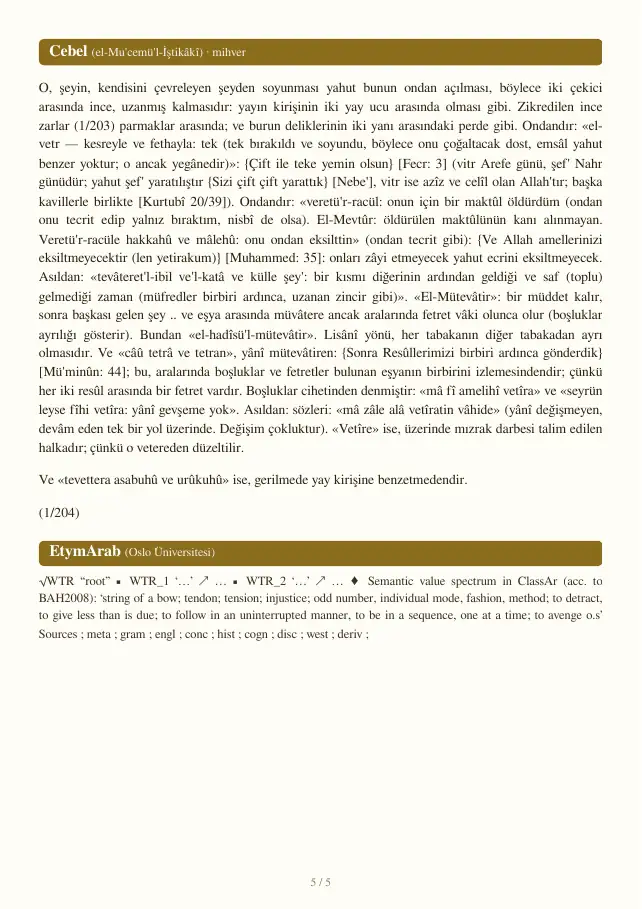 Cebel (el-Mu'cemü'l-İştikâkî) · mihver
O, şeyin, kendisini çevreleyen şeyden soyunması yahut bunun ondan açılması, böylece iki çekici
arasında ince, uzanmış kalmasıdır: yayın kirişinin iki yay ucu arasında olması gibi. Zikredilen ince
zarlar (1/203) parmaklar arasında; ve burun deliklerinin iki yanı arasındaki perde gibi. Ondandır: «el-
vetr — kesreyle ve fethayla: tek (tek bırakıldı ve soyundu, böylece onu çoğaltacak dost, emsâl yahut
benzer yoktur; o ancak yegânedir)»: {Çift ile teke yemin olsun} [Fecr: 3] (vitr Arefe günü, şef' Nahr
günüdür; yahut şef' yaratılıştır {Sizi çift çift yarattık} [Nebe'], vitr ise azîz ve celîl olan Allah'tır; başka
kavillerle birlikte [Kurtubî 20/39]). Ondandır: «veretü'r-racül: onun için bir maktûl öldürdüm (ondan
onu tecrit edip yalnız bıraktım, nisbî de olsa). El-Mevtûr: öldürülen maktûlünün kanı alınmayan.
Veretü'r-racüle hakkahû ve mâlehû: onu ondan eksilttin» (ondan tecrit gibi): {Ve Allah amellerinizi
eksiltmeyecektir (len yetirakum)} [Muhammed: 35]: onları zâyi etmeyecek yahut ecrini eksiltmeyecek.
Asıldan: «tevâteret'l-ibil ve'l-katâ ve külle şey': bir kısmı diğerinin ardından geldiği ve saf (toplu)
gelmediği zaman (müfredler birbiri ardınca, uzanan zincir gibi)». «El-Mütevâtir»: bir müddet kalır,
sonra başkası gelen şey .. ve eşya arasında müvâtere ancak aralarında fetret vâki olunca olur (boşluklar
ayrılığı gösterir). Bundan «el-hadîsü'l-mütevâtir». Lisânî yönü, her tabakanın diğer tabakadan ayrı
olmasıdır. Ve «câû tetrâ ve tetran», yânî mütevâtiren: {Sonra Resûllerimizi birbiri ardınca gönderdik}
[Mü'minûn: 44]; bu, aralarında boşluklar ve fetretler bulunan eşyanın birbirini izlemesindendir; çünkü
her iki resûl arasında bir fetret vardır. Boşluklar cihetinden denmiştir: «mâ fî amelihî vetîra» ve «seyrün
leyse fîhi vetîra: yânî gevşeme yok». Asıldan: sözleri: «mâ zâle alâ vetîratin vâhide» (yânî değişmeyen,
devâm eden tek bir yol üzerinde. Değişim çokluktur). «Vetîre» ise, üzerinde mızrak darbesi talim edilen
halkadır; çünkü o vetereden düzeltilir.
Ve «tevettera asabuhû ve urûkuhû» ise, gerilmede yay kirişine benzetmedendir.
(1/204)
EtymArab (Oslo Üniversitesi)
√WTR “root” ▪ WTR_1 ‘…’ ↗ … ▪ WTR_2 ‘…’ ↗ … ♦ Semantic value spectrum in ClassAr (acc. to
BAH2008): ‘string of a bow; tendon; tension; injustice; odd number, individual mode, fashion, method; to detract,
to give less than is due; to follow in an uninterrupted manner, to be in a sequence, one at a time; to avenge o.s’
Sources ; meta ; gram ; engl ; conc ; hist ; cogn ; disc ; west ; deriv ;
5 / 5